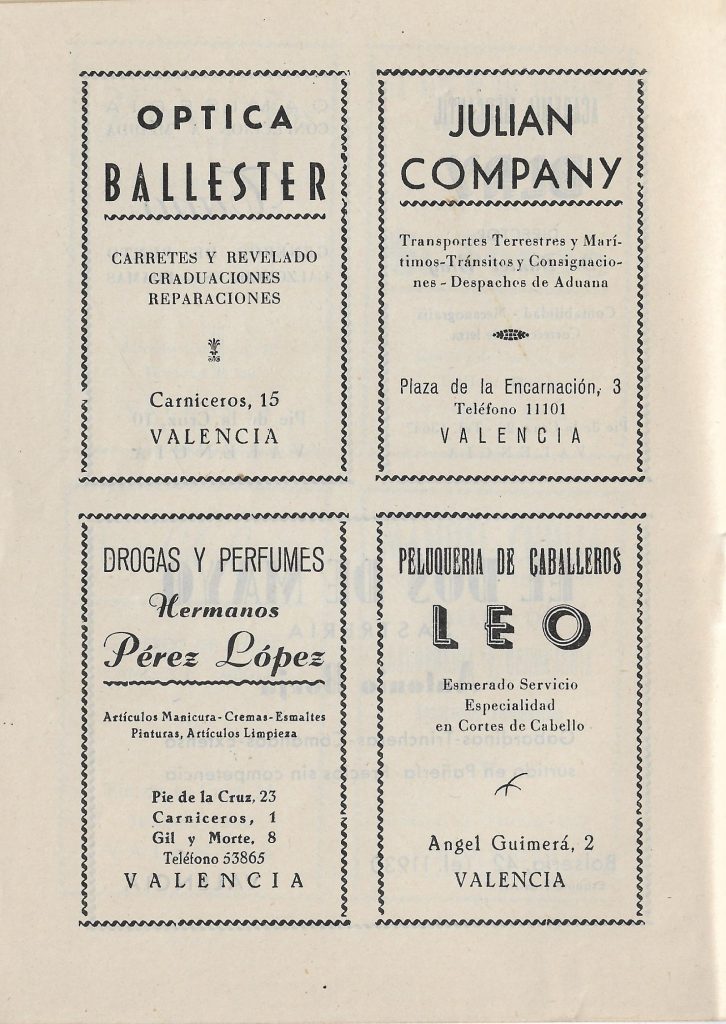 OPTICA
BALLESTER
CARRETES Y REVELADO
GRADUACIONES
REPARACIONES
Carniceros, 15
VALENCIA
JULIAN
COMPANY
Transportes Terrestres y Marí-
timos-Tránsitos y Consignacio-
nes - Despachos de Aduana
Plaza de la Encarnación, 3
Teléfono 11101
VALENCIA
DROGAS Y PERFUMES
Hermanos
Pérez López
Artículos Manicura-Cremas-Esmaltes
Pinturas, Artículos Limpieza
Pie de la Cruz, 23
Carniceros, 1
Gil y Morte, 8
Teléfono 53865
VALENCIA
PELUQUERIA DE CABALLEROS
LEO
Esmerado Servicio
Especialidad
en Cortes de Cabello
Angel Guimerá, 2
VALENCIA